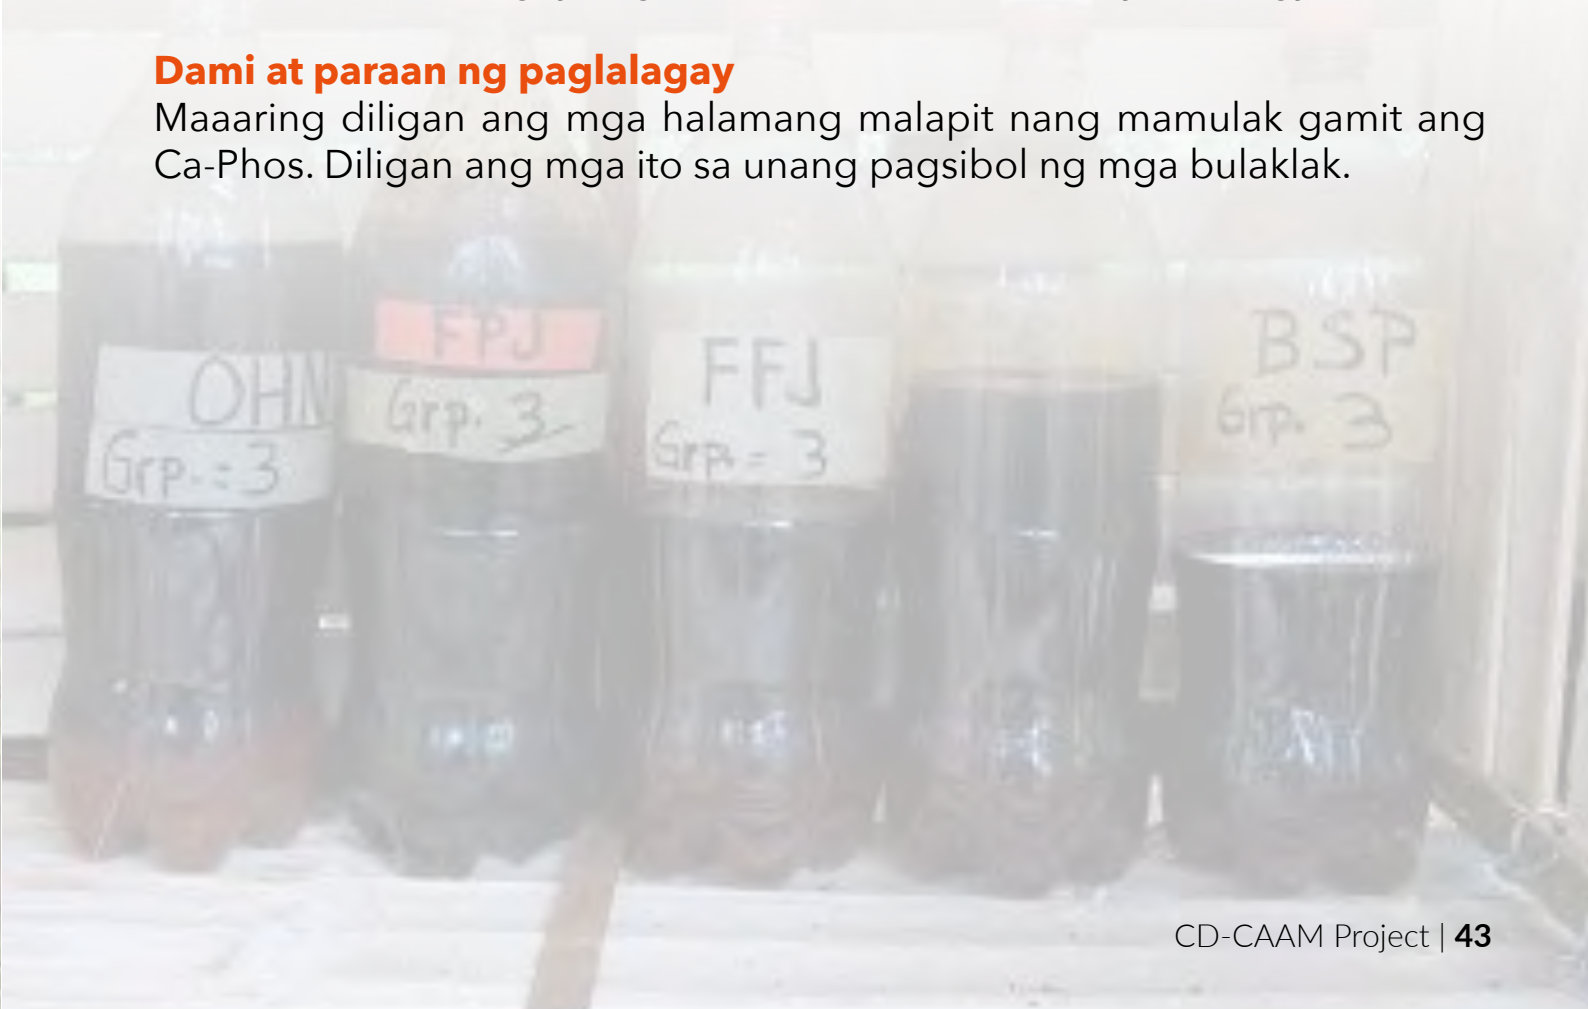 Dami at paraan ng paglalagay
Maaaring diligan ang mga halamang malapit nang mamulak gamit ang
Ca-Phos. Diligan ang mga ito sa unang pagsibol ng mga bulaklak.
OHN
Grp. = 3
FPJ
Grp. 3
FFJ
Grp. = 3
BSP
Grp. 3
CD-CAAM Project | 43